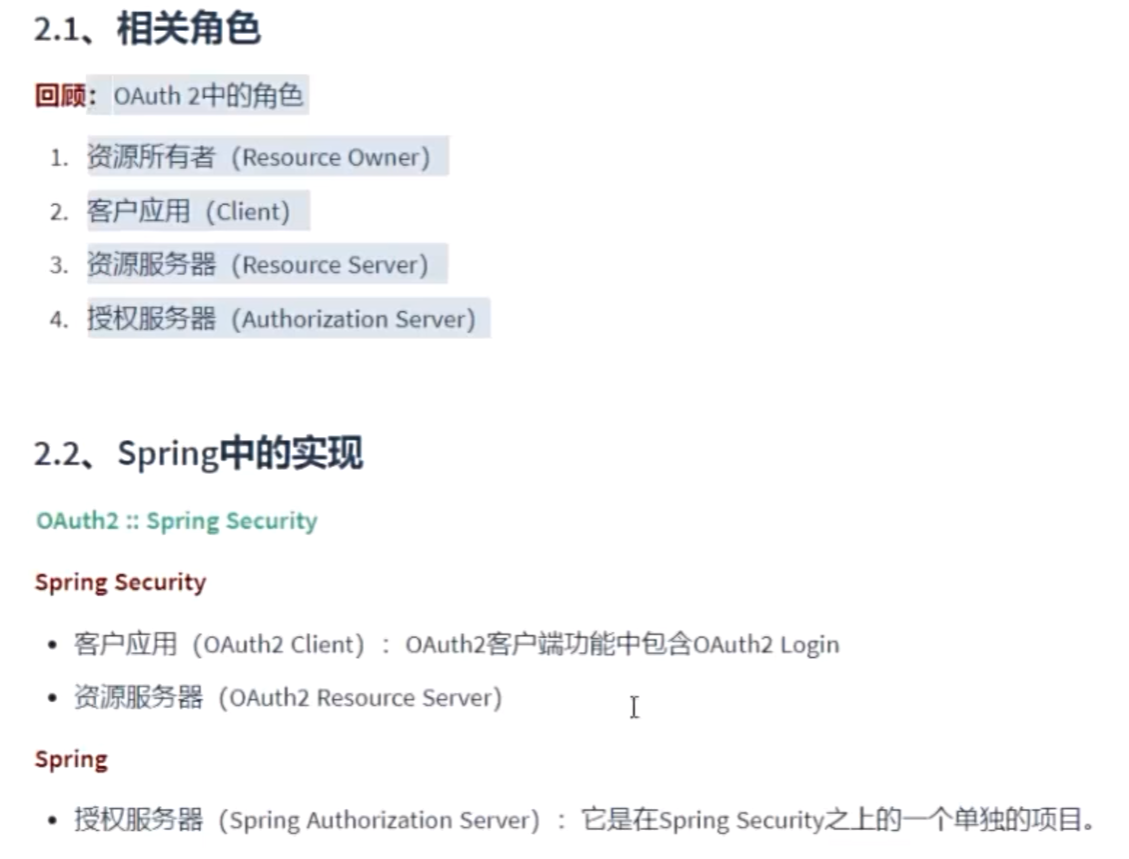 2.1、相关角色
回顾：OAuth 2中的角色
1. 资源所有者（Resource Owner）
2. 客户应用（Client）
3. 资源服务器（Resource Server）
4. 授权服务器（Authorization Server）
2.2、Spring中的实现
OAuth2 :: Spring Security
Spring Security
• 客户应用（OAuth2 Client）：OAuth2客户端功能中包含OAuth2 Login
• 资源服务器（OAuth2 Resource Server）
Spring
• 授权服务器（Spring Authorization Server）：它是在Spring Security之上的一个单独的项目。